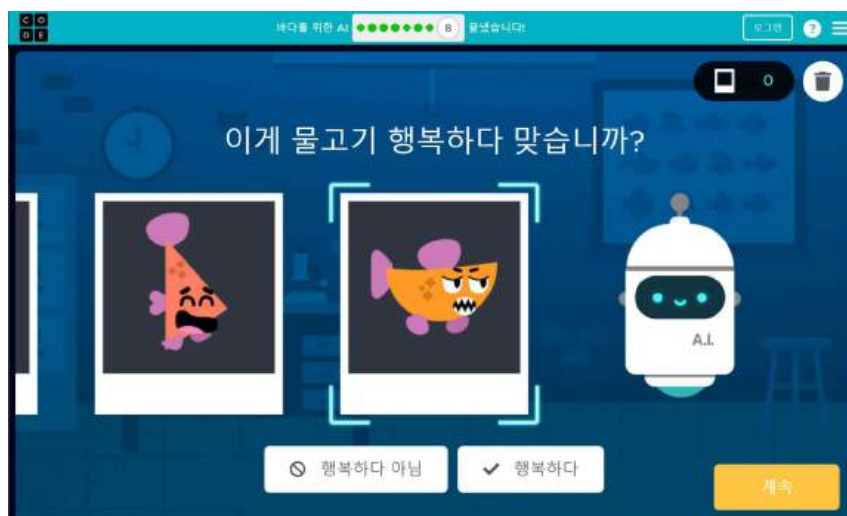 C O
D E
바다를 위한 AI 8 끝냈습니다!
로그인 ?
0
이게 물고기 행복하다 맞습니까?
A.I.
행복하다 아님
행복하다
계속